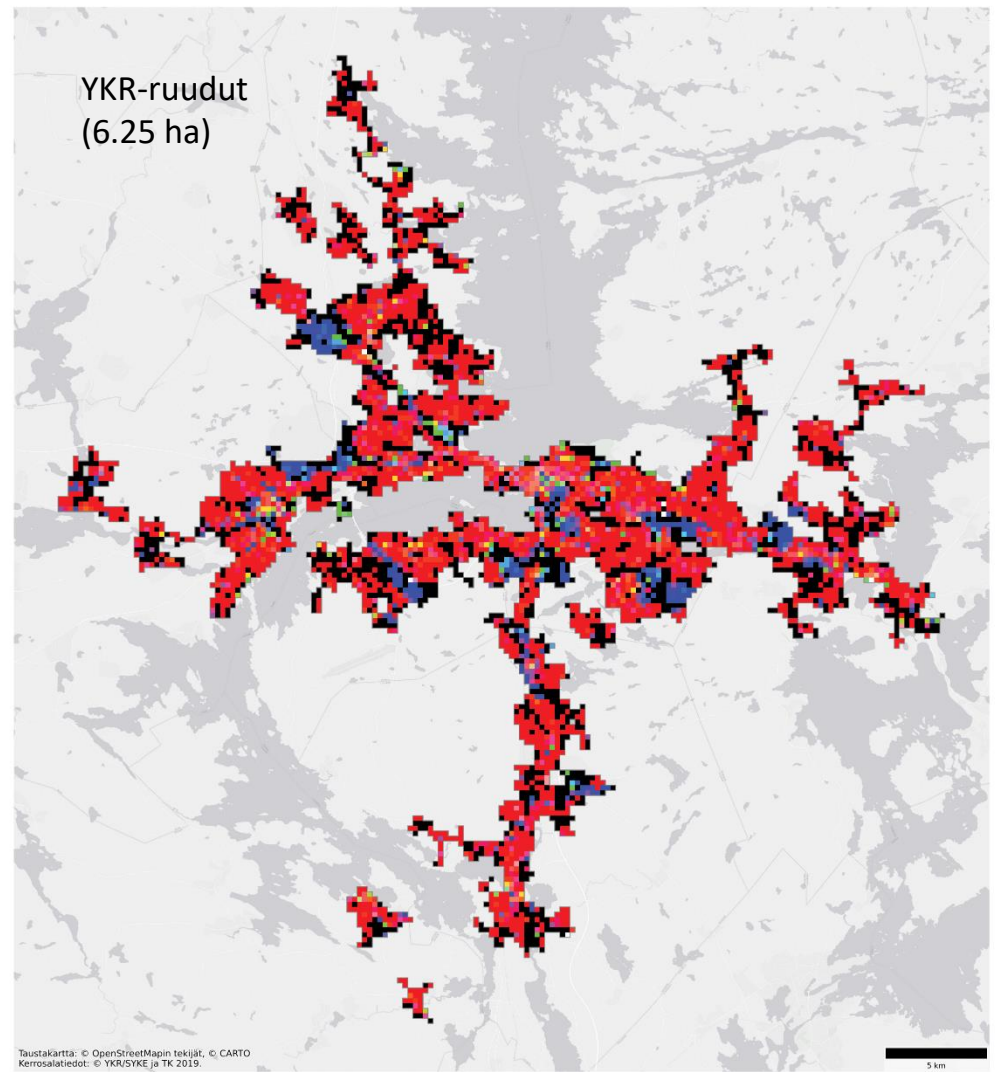 YKR-ruudut
(6.25 ha)
Taustakartta: © OpenStreetMapin tekijät, © CARTO
Kerrosalatiedot: © YKR/SYKE ja TK 2019.
5 km